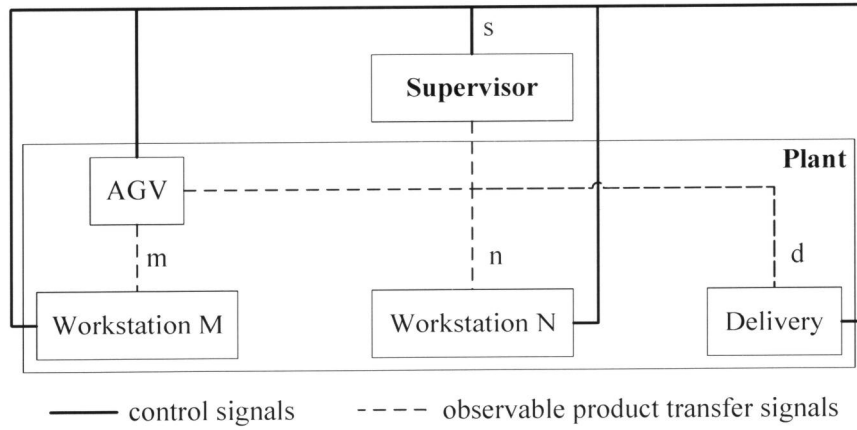 s
Supervisor
Plant
AGV
m
n
d
Workstation M
Workstation N
Delivery
control signals
observable product transfer signals